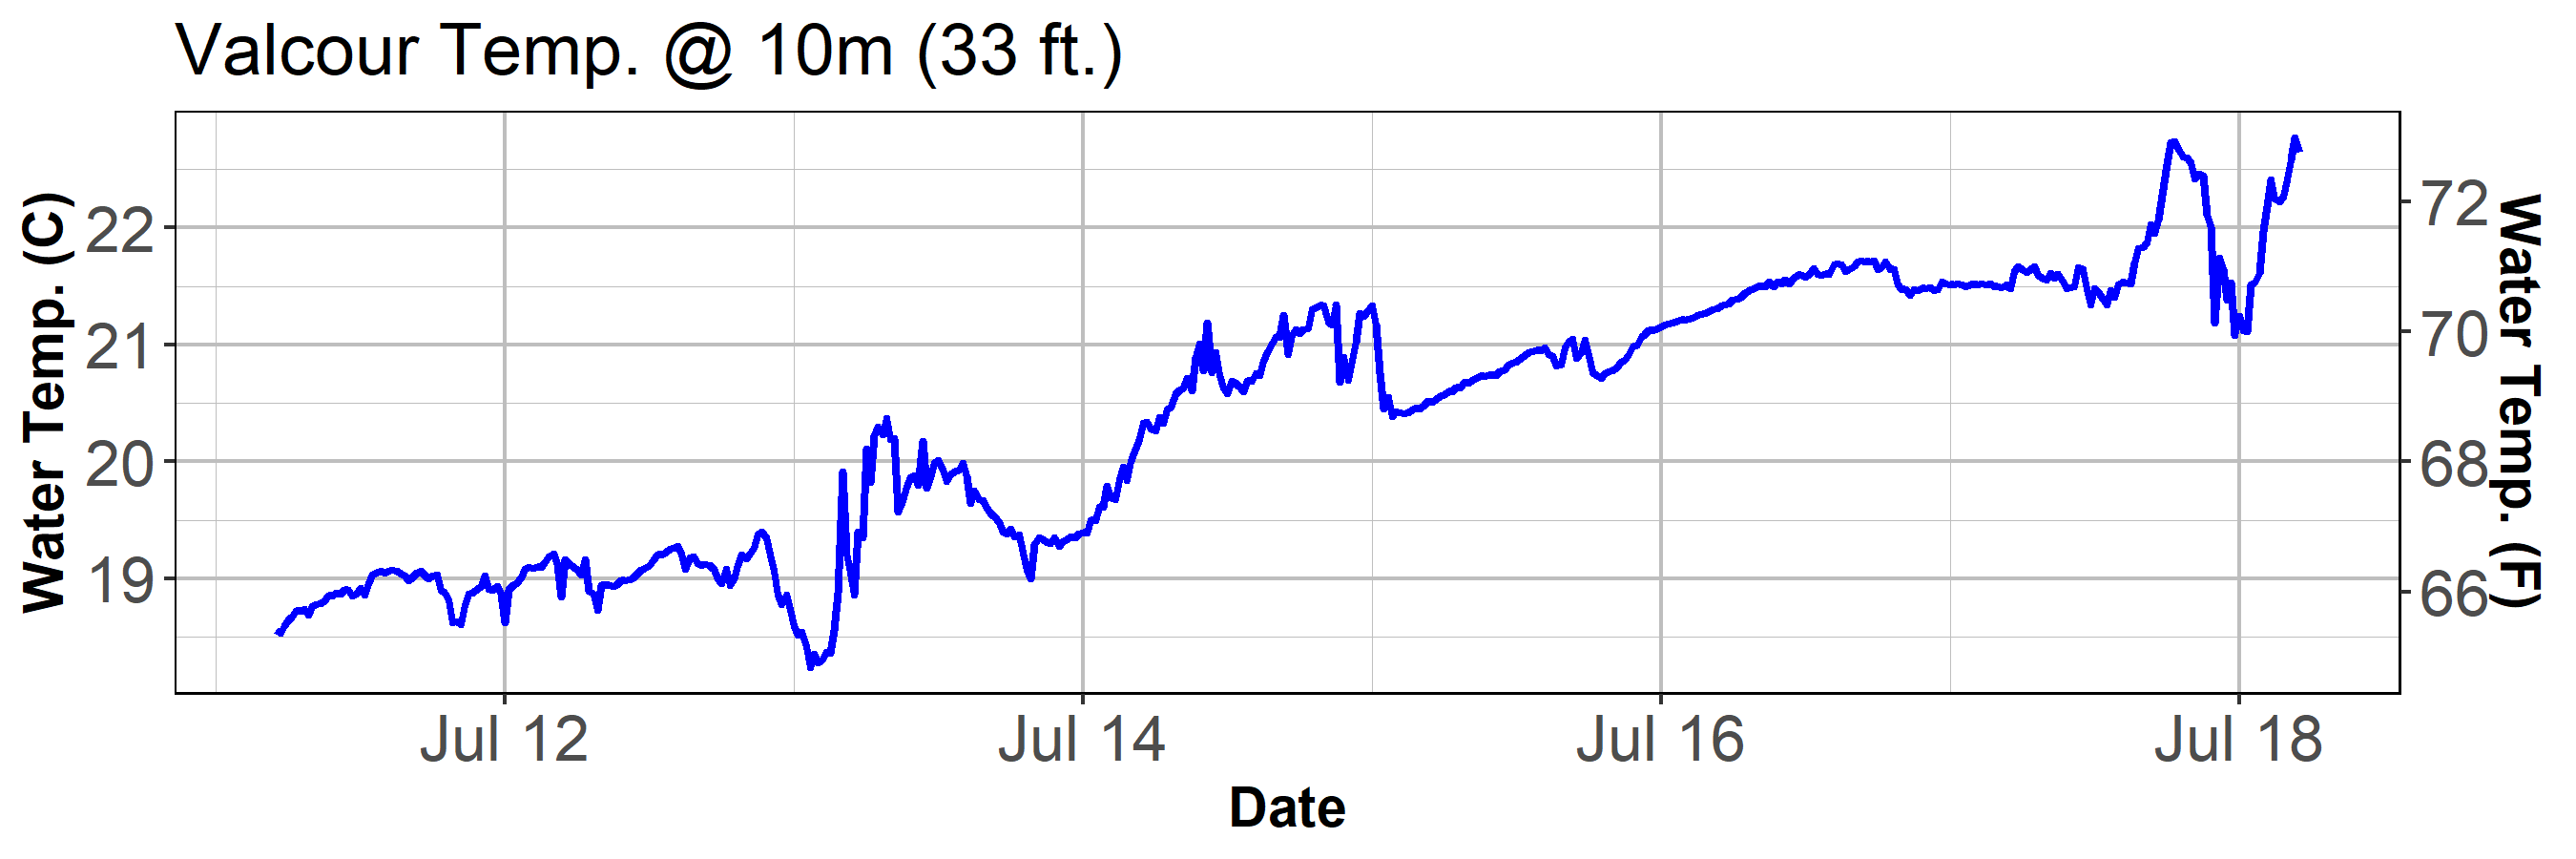 Valcour Temp. @ 10m (33 ft.)
Water Temp. (C)
22
21
20
19
72
70
68
66
Water Temp. (F)
Jul 12
Jul 14
Jul 16
Jul 18
Date